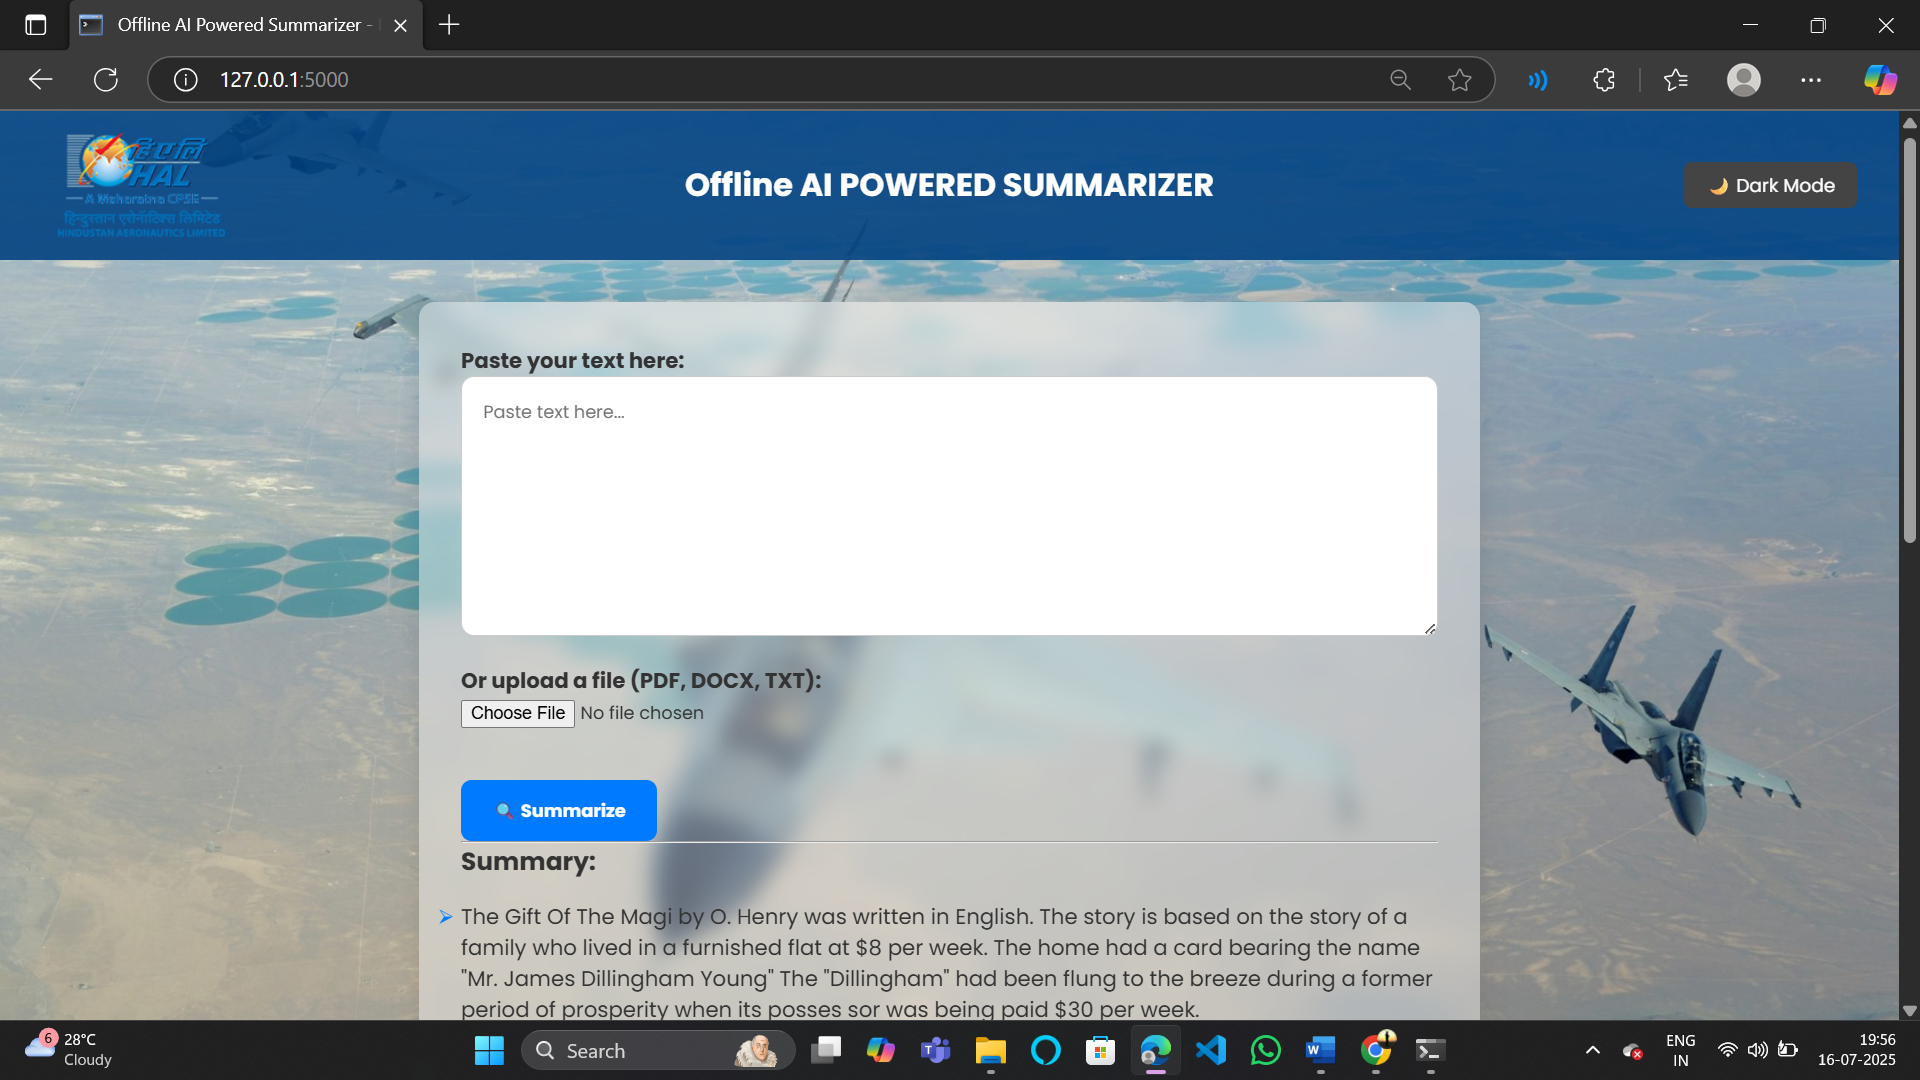 Offline AI Powered Summarizer -
127.0.0.1:5000
हिएलि
HAL
A Maharatna CPSE
हिन्दुस्तान एरोनॉटिक्स लिमिटेड
HINDUSTAN AERONAUTICS LIMITED
Offline AI POWERED SUMMARIZER
🌙 Dark Mode
Paste your text here:
Paste text here...
Or upload a file (PDF, DOCX, TXT):
Choose File No file chosen
🔍 Summarize
Summary:
➢ The Gift Of The Magi by O. Henry was written in English. The story is based on the story of a
family who lived in a furnished flat at $8 per week. The home had a card bearing the name
"Mr. James Dillingham Young" The "Dillingham" had been flung to the breeze during a former
period of prosperity when its posses sor was being paid $30 per week.
6
28°C
Cloudy
Search
ENG
IN
19:56
16-07-2025